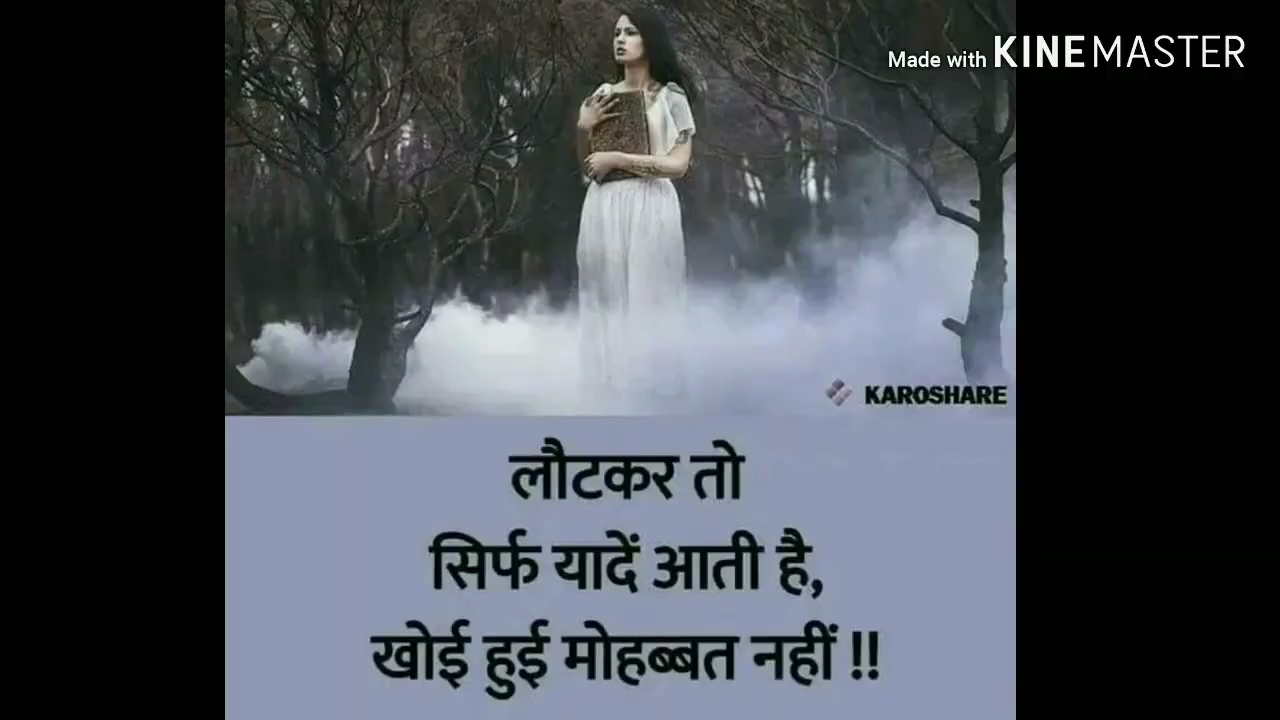 Made with KINEMASTER
KAROSHARE
लौटकर तो
सिर्फ यादें आती है,
खोई हुई मोहब्बत नहीं !!